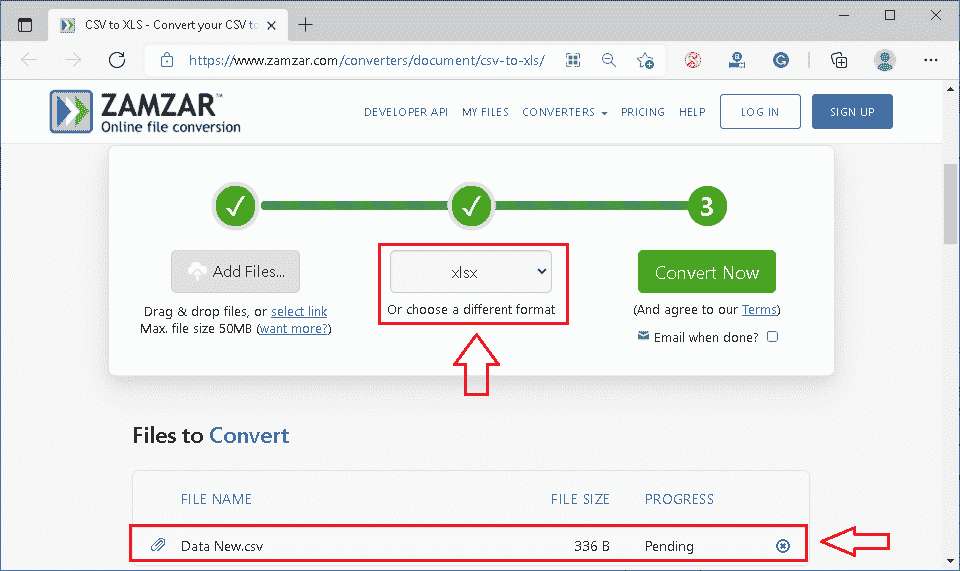 CSV to XLS - Convert your CSV to
https://www.zamzar.com/converters/document/csv-to-xls/
ZAMZAR™
Online file conversion
DEVELOPER API MY FILES CONVERTERS PRICING HELP LOG IN SIGN UP
3
Add Files... xlsx Convert Now
Drag & drop files, or select link Or choose a different format (And agree to our Terms)
Max. file size 50MB (want more?) Email when done?
Files to Convert
FILE NAME FILE SIZE PROGRESS
Data New.csv 336 B Pending